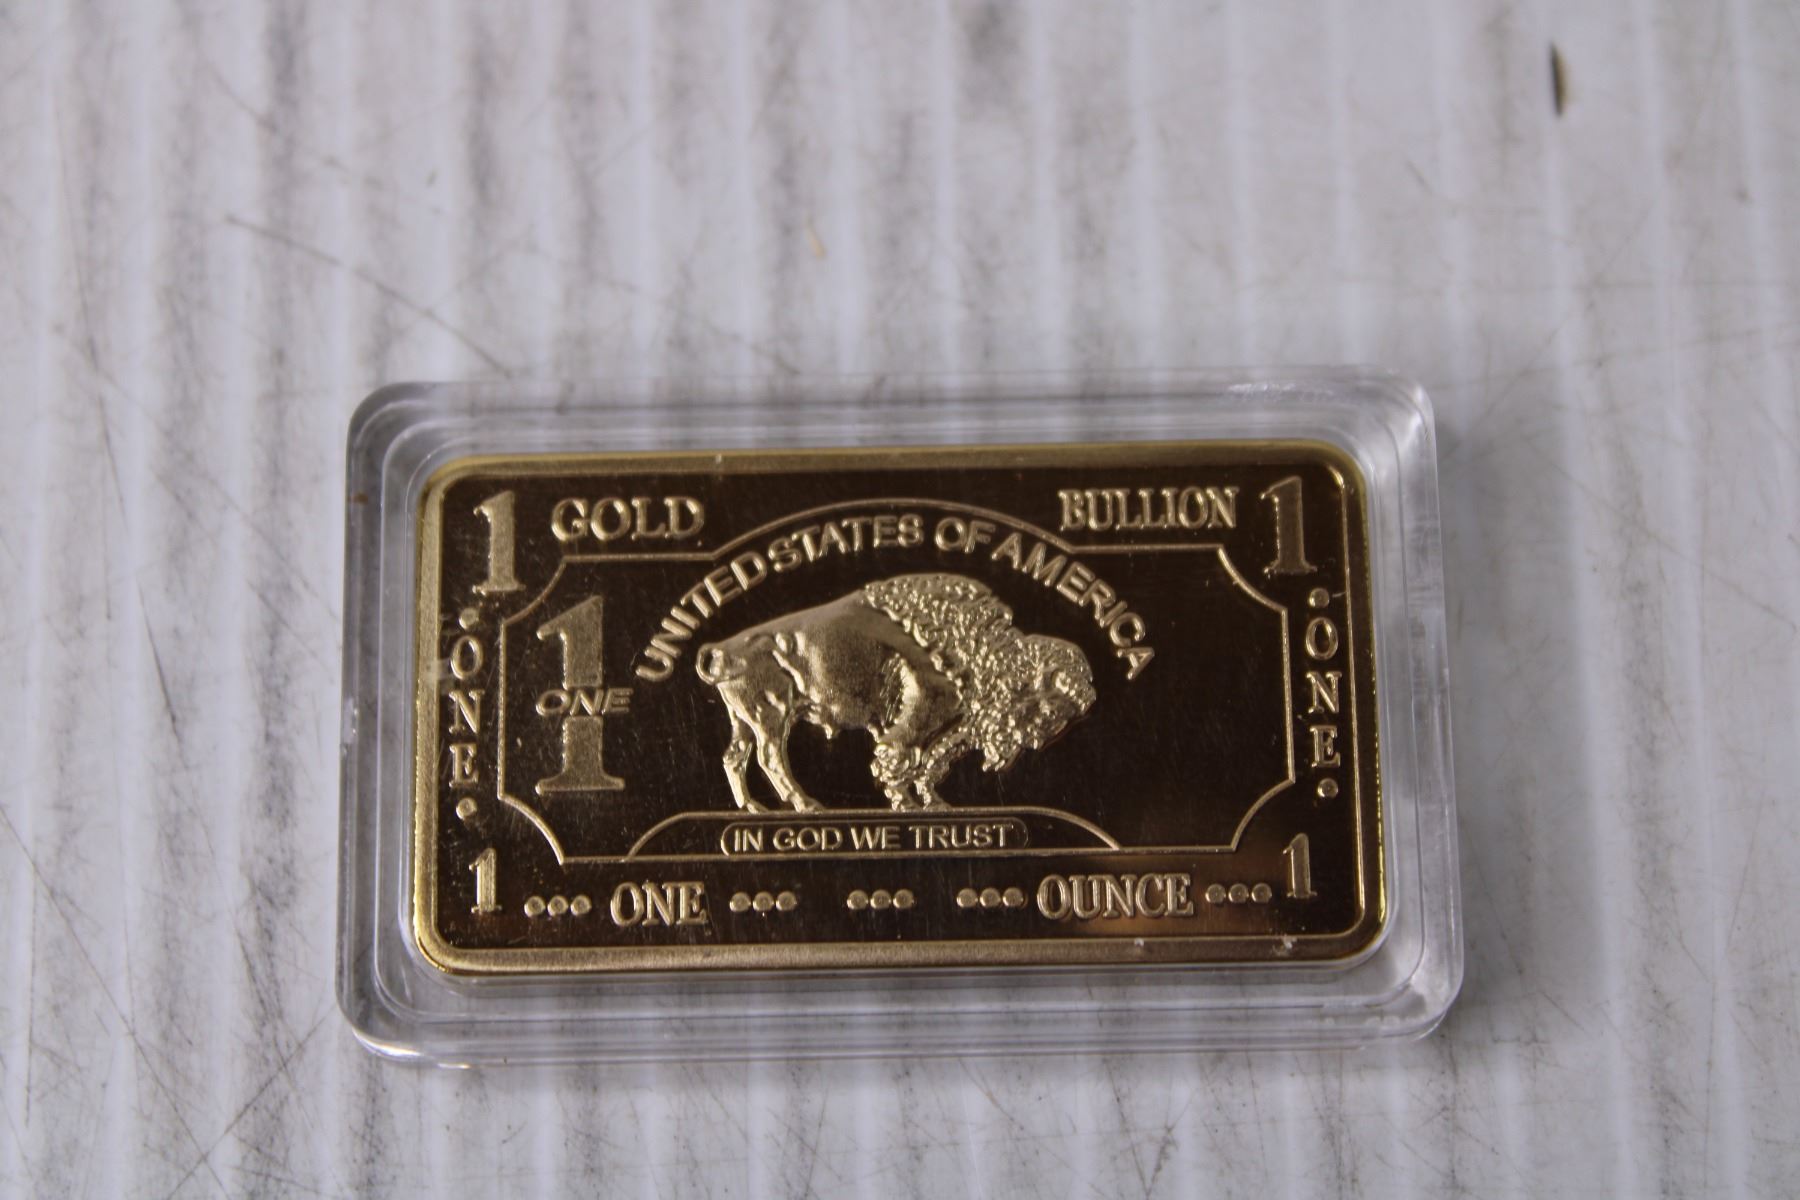 1 GOLD BULLION 1
UNITED STATES OF AMERICA
• ONE •
1
ONE
• ONE •
IN GOD WE TRUST
1 ••• ONE ••• ••• ••• OUNCE ••• 1